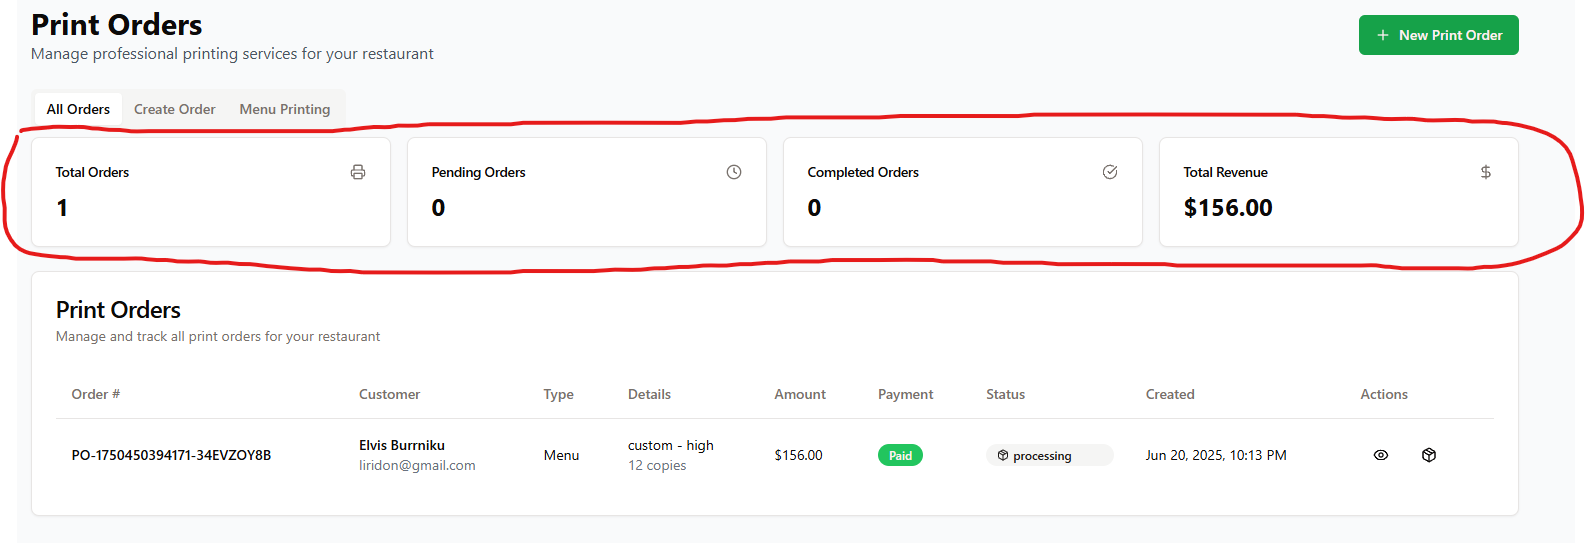 Print Orders
Manage professional printing services for your restaurant
New Print Order
All Orders Create Order Menu Printing
Total Orders
1
Pending Orders
0
Completed Orders
0
Total Revenue
$156.00
Print Orders
Manage and track all print orders for your restaurant
Order # Customer Type Details Amount Payment Status Created Actions
PO-1750450394171-34EVZOY8B Elvis Burrniku Menu custom - high $156.00 Paid processing Jun 20, 2025, 10:13 PM
liridon@gmail.com 12 copies